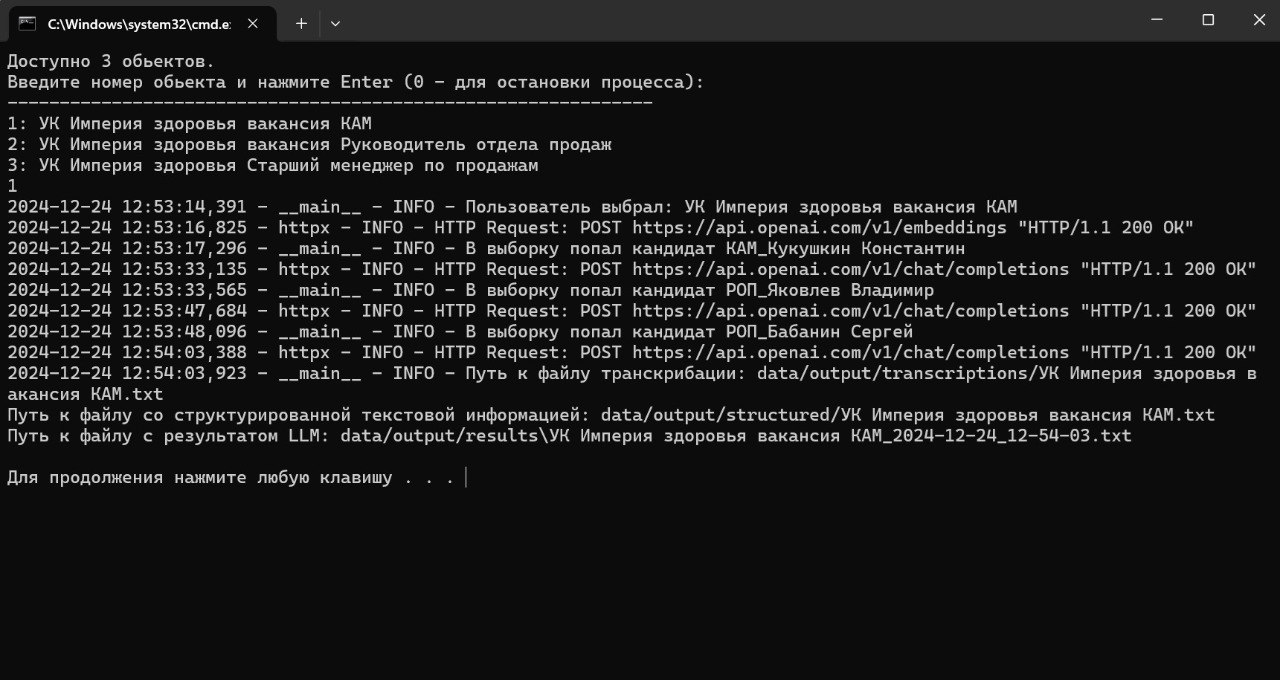 C:\Windows\system32\cmd.e:
Доступно 3 обьектов.
Введите номер обьекта и нажмите Enter (0 - для остановки процесса):
--------------------------------------------------------------
1: УК Империя здоровья вакансия КАМ
2: УК Империя здоровья вакансия Руководитель отдела продаж
3: УК Империя здоровья Старший менеджер по продажам
1
2024-12-24 12:53:14,391 - __main__ - INFO - Пользователь выбрал: УК Империя здоровья вакансия КАМ
2024-12-24 12:53:16,825 - httpx - INFO - HTTP Request: POST https://api.openai.com/v1/embeddings "HTTP/1.1 200 OK"
2024-12-24 12:53:17,296 - __main__ - INFO - В выборку попал кандидат КАМ_Кукушкин Константин
2024-12-24 12:53:33,135 - httpx - INFO - HTTP Request: POST https://api.openai.com/v1/chat/completions "HTTP/1.1 200 OK"
2024-12-24 12:53:33,565 - __main__ - INFO - В выборку попал кандидат РОП_Яковлев Владимир
2024-12-24 12:53:47,684 - httpx - INFO - HTTP Request: POST https://api.openai.com/v1/chat/completions "HTTP/1.1 200 OK"
2024-12-24 12:53:48,096 - __main__ - INFO - В выборку попал кандидат РОП_Бабанин Сергей
2024-12-24 12:54:03,388 - httpx - INFO - HTTP Request: POST https://api.openai.com/v1/chat/completions "HTTP/1.1 200 OK"
2024-12-24 12:54:03,923 - __main__ - INFO - Путь к файлу транскрибации: data/output/transcriptions/УК Империя здоровья в
акансия КАМ.txt
Путь к файлу со структурированной текстовой информацией: data/output/structured/УК Империя здоровья вакансия КАМ.txt
Путь к файлу с результатом LLM: data/output/results\УК Империя здоровья вакансия КАМ_2024-12-24_12-54-03.txt
Для продолжения нажмите любую клавишу . . .